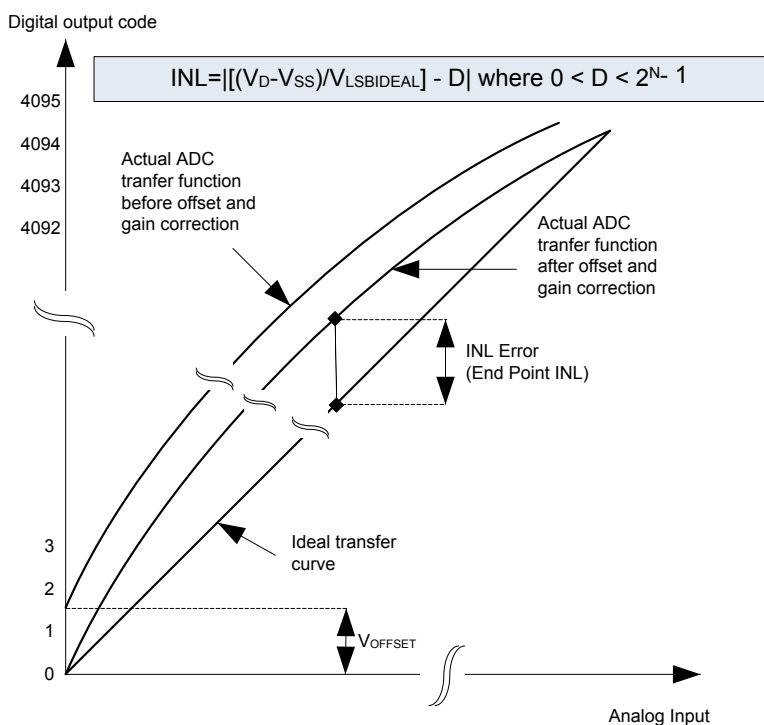 Digital output code
INL=|[(VD-VSS)/VLSBIDEAL] - D| where 0 < D < 2^N - 1
4095
4094
4093
4092
Actual ADC
tranfer function
before offset and
gain correction
Actual ADC
tranfer function
after offset and
gain correction
INL Error
(End Point INL)
Ideal transfer
curve
3
2
1
0
VOFFSET
Analog Input